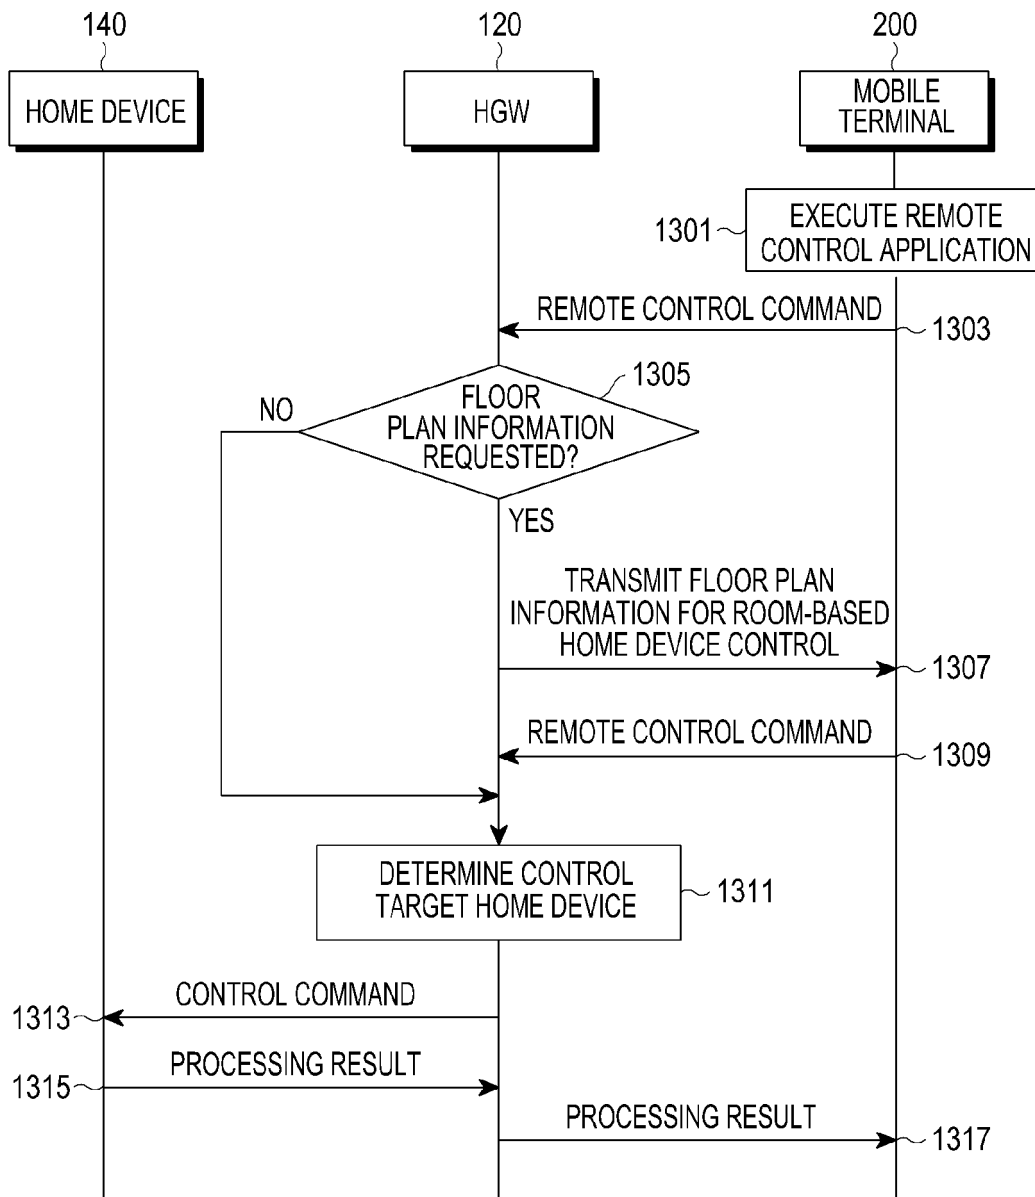 140
120
200
HOME DEVICE
HGW
MOBILE
TERMINAL
1301
EXECUTE REMOTE
CONTROL APPLICATION
REMOTE CONTROL COMMAND
1303
1305
FLOOR
PLAN INFORMATION
REQUESTED?
NO
YES
TRANSMIT FLOOR PLAN
INFORMATION FOR ROOM-BASED
HOME DEVICE CONTROL
1307
REMOTE CONTROL COMMAND
1309
DETERMINE CONTROL
TARGET HOME DEVICE
1311
CONTROL COMMAND
1313
PROCESSING RESULT
1315
PROCESSING RESULT
1317